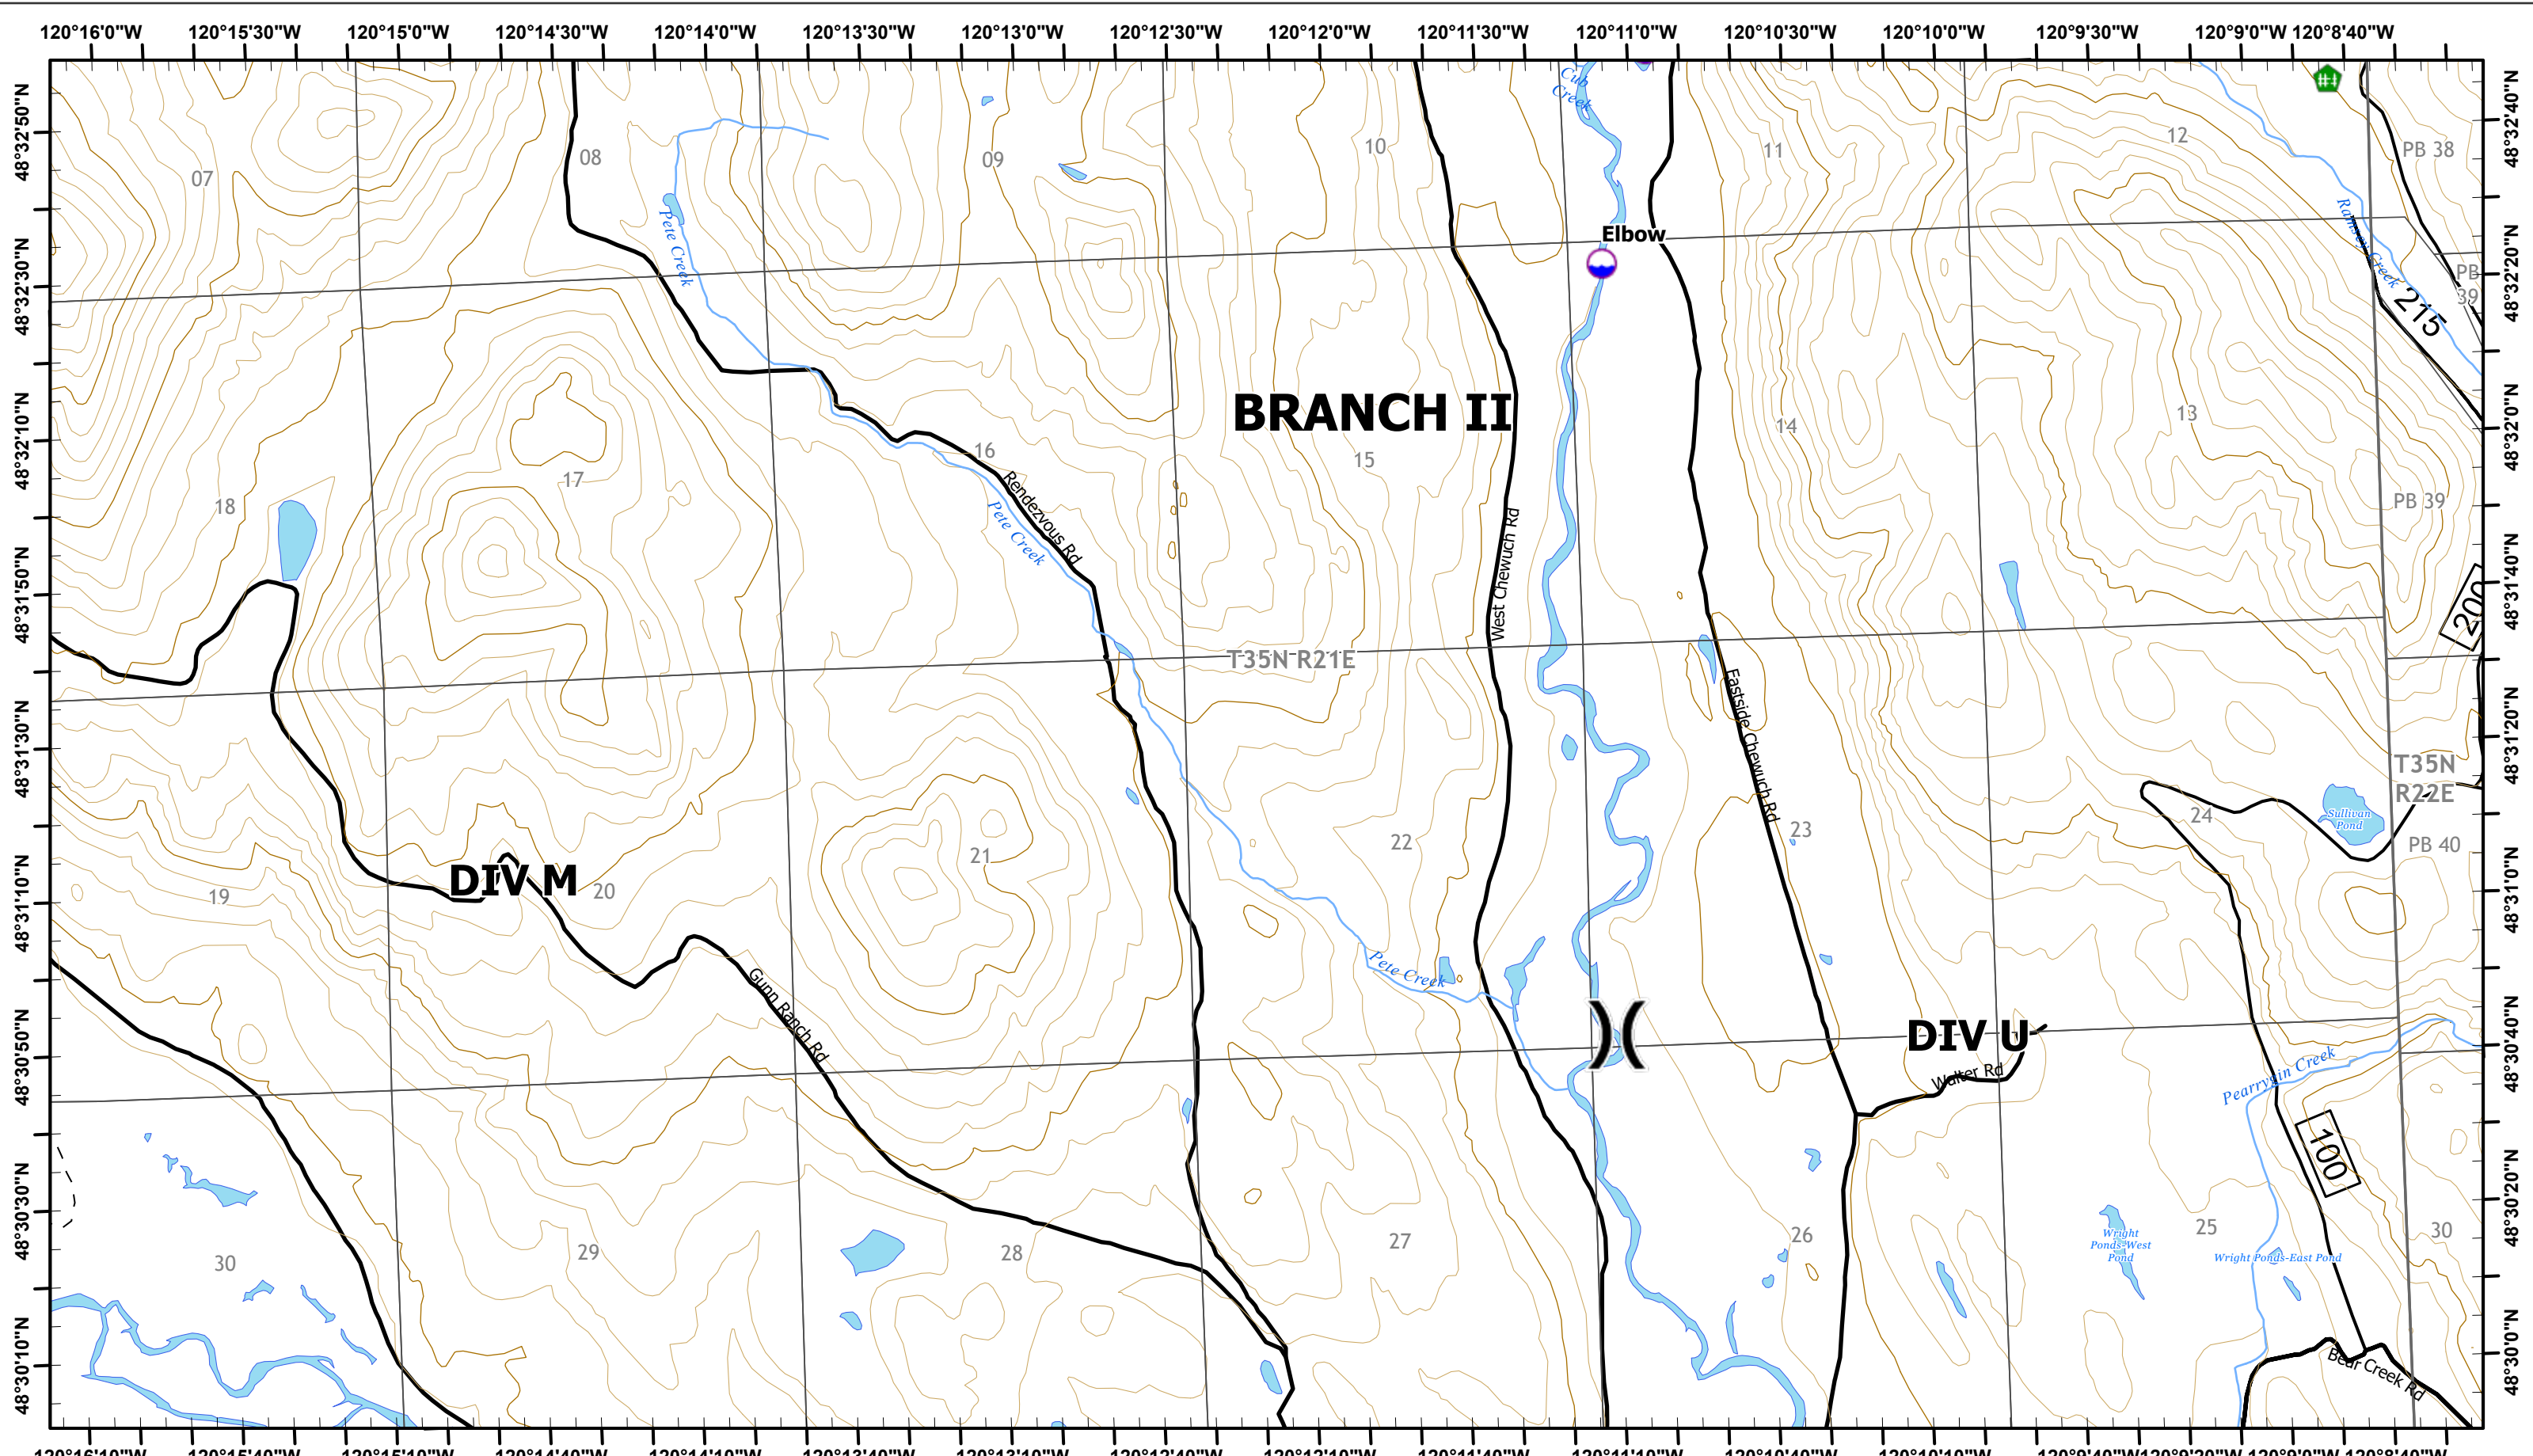 120°16'0"W 120°15'30"W 120°15'0"W 120°14'30"W 120°14'0"W 120°13'30"W 120°13'0"W 120°12'30"W 120°12'0"W 120°11'30"W 120°11'0"W 120°10'30"W 120°10'0"W 120°9'30"W 120°9'0"W 120°8'40"W
48°32'50"N
48°32'30"N
48°32'10"N
48°31'50"N
48°31'30"N
48°31'10"N
48°30'50"N
48°30'30"N
48°30'10"N
48°32'40"N
48°32'20"N
48°32'0"N
48°31'40"N
48°31'20"N
48°31'0"N
48°30'40"N
48°30'20"N
48°30'0"N
Cub
Creek
07
08
09
10
11
12
PB 38
Pete Creek
Elbow
Ramsey Creek
PB
39
215
BRANCH II
13
14
15
16
17
18
PB 39
Rendezvous Rd
Pete Creek
West Chewuch Rd
200
T35N R21E
Eastside Chewuch Rd
T35N
R22E
Sullivan
Pond
PB 40
19
DIV M
20
21
22
23
24
Gunn Ranch Rd
Pete Creek
DIV U
Walter Rd
Pearrygin Creek
100
30
29
28
27
26
25
30
Wright
Ponds-West
Pond
Wright Ponds-East Pond
Bear Creek Rd
120°16'10"W 120°15'40"W 120°15'10"W 120°14'40"W 120°14'10"W 120°13'40"W 120°13'10"W 120°12'40"W 120°12'10"W 120°11'40"W 120°11'10"W 120°10'40"W 120°10'10"W 120°9'40"W 120°9'20"W 120°9'0"W 120°8'40"W